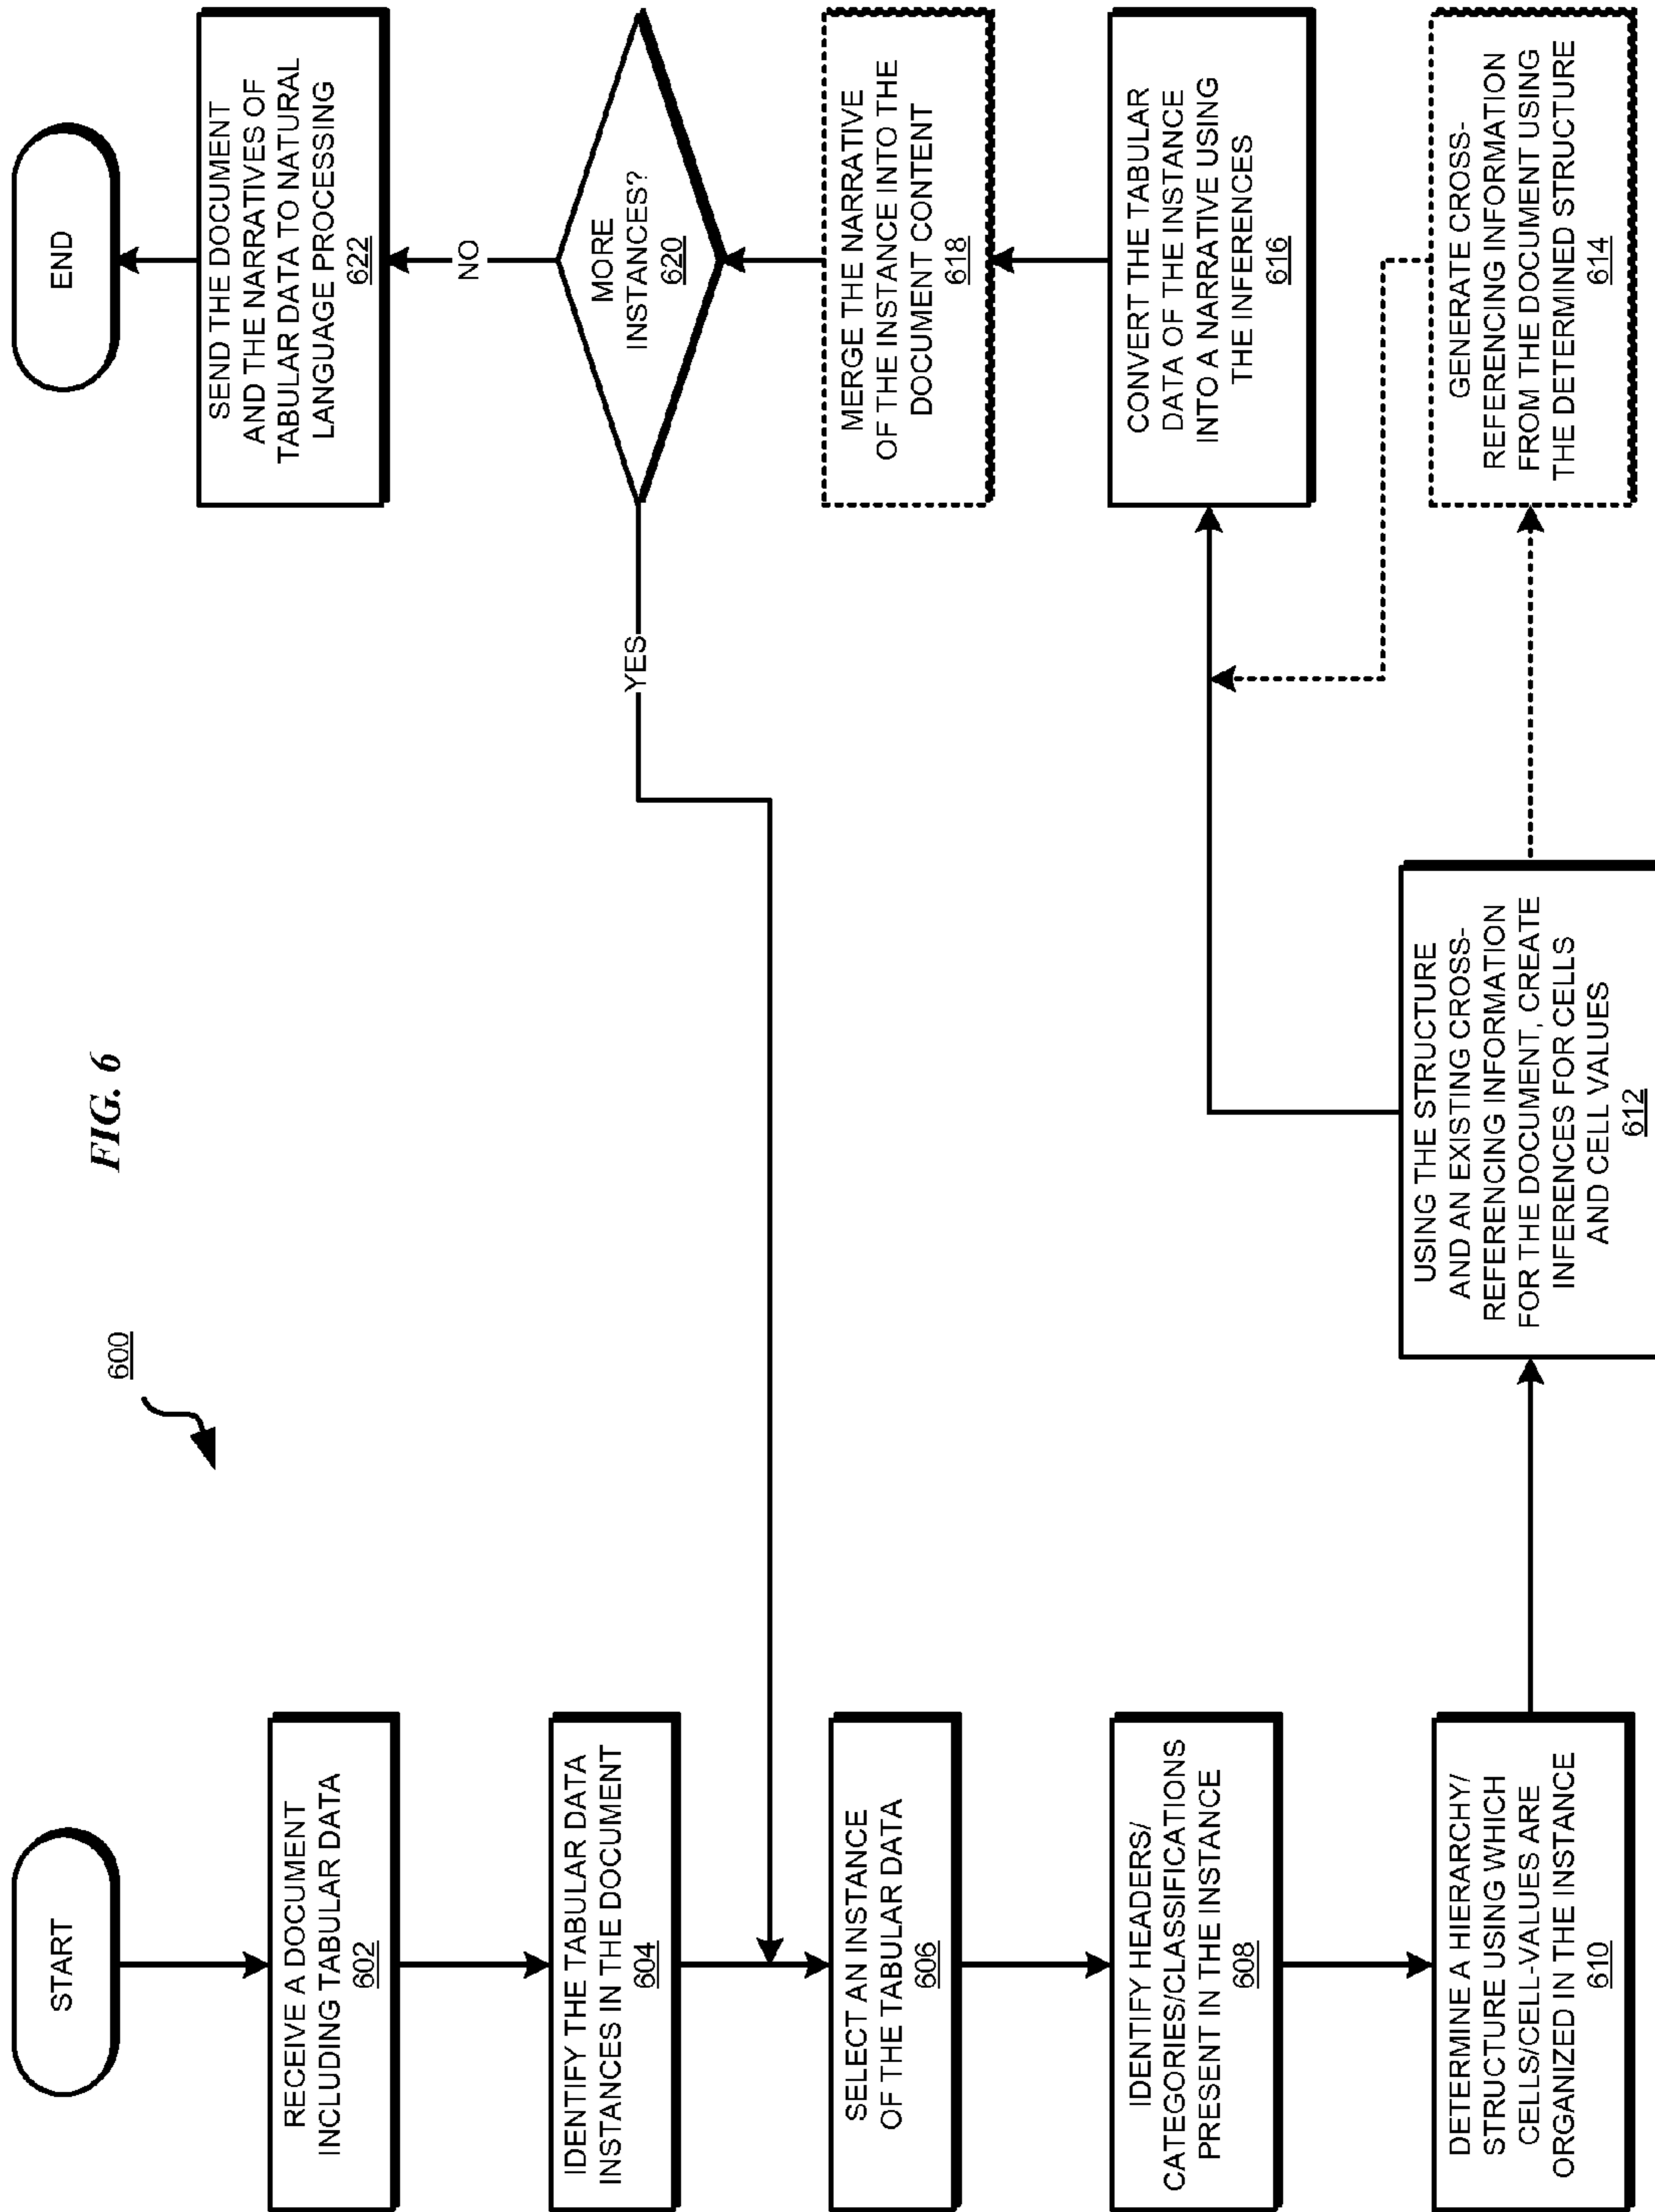 FIG. 6
600
START
RECEIVE A DOCUMENT
INCLUDING TABULAR DATA
602
IDENTIFY THE TABULAR DATA
INSTANCES IN THE DOCUMENT
604
SELECT AN INSTANCE
OF THE TABULAR DATA
606
IDENTIFY HEADERS/
CATEGORIES/CLASSIFICATIONS
PRESENT IN THE INSTANCE
608
DETERMINE A HIERARCHY/
STRUCTURE USING WHICH
CELLS/CELL-VALUES ARE
ORGANIZED IN THE INSTANCE
610
USING THE STRUCTURE
AND AN EXISTING CROSS-
REFERENCING INFORMATION
FOR THE DOCUMENT, CREATE
INFERENCES FOR CELLS
AND CELL VALUES
612
GENERATE CROSS-
REFERENCING INFORMATION
FROM THE DOCUMENT USING
THE DETERMINED STRUCTURE
614
CONVERT THE TABULAR
DATA OF THE INSTANCE
INTO A NARRATIVE USING
THE INFERENCES
616
MERGE THE NARRATIVE
OF THE INSTANCE INTO THE
DOCUMENT CONTENT
618
MORE
INSTANCES?
620
YES
NO
SEND THE DOCUMENT
AND THE NARRATIVES OF
TABULAR DATA TO NATURAL
LANGUAGE PROCESSING
622
END